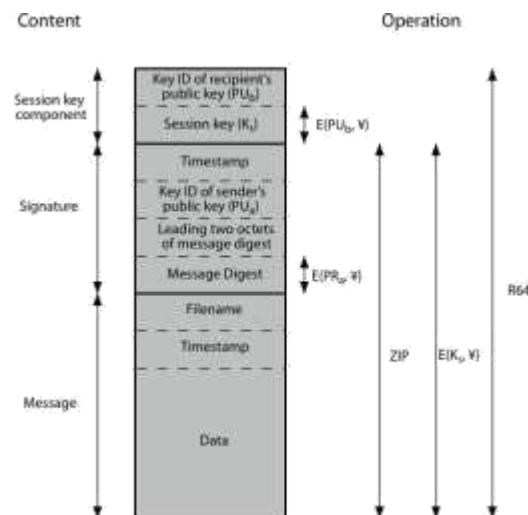 Content
Operation
Key ID of recipient's
public key (PUb)
Session key
component
Session key (Ks)
E(PUb, ¥)
Timestamp
Signature
Key ID of sender's
public key (PUa)
Leading two octets
of message digest
Message Digest
E(PRa, ¥)
R64
Filename
Timestamp
ZIP
E(Ks, ¥)
Message
Data